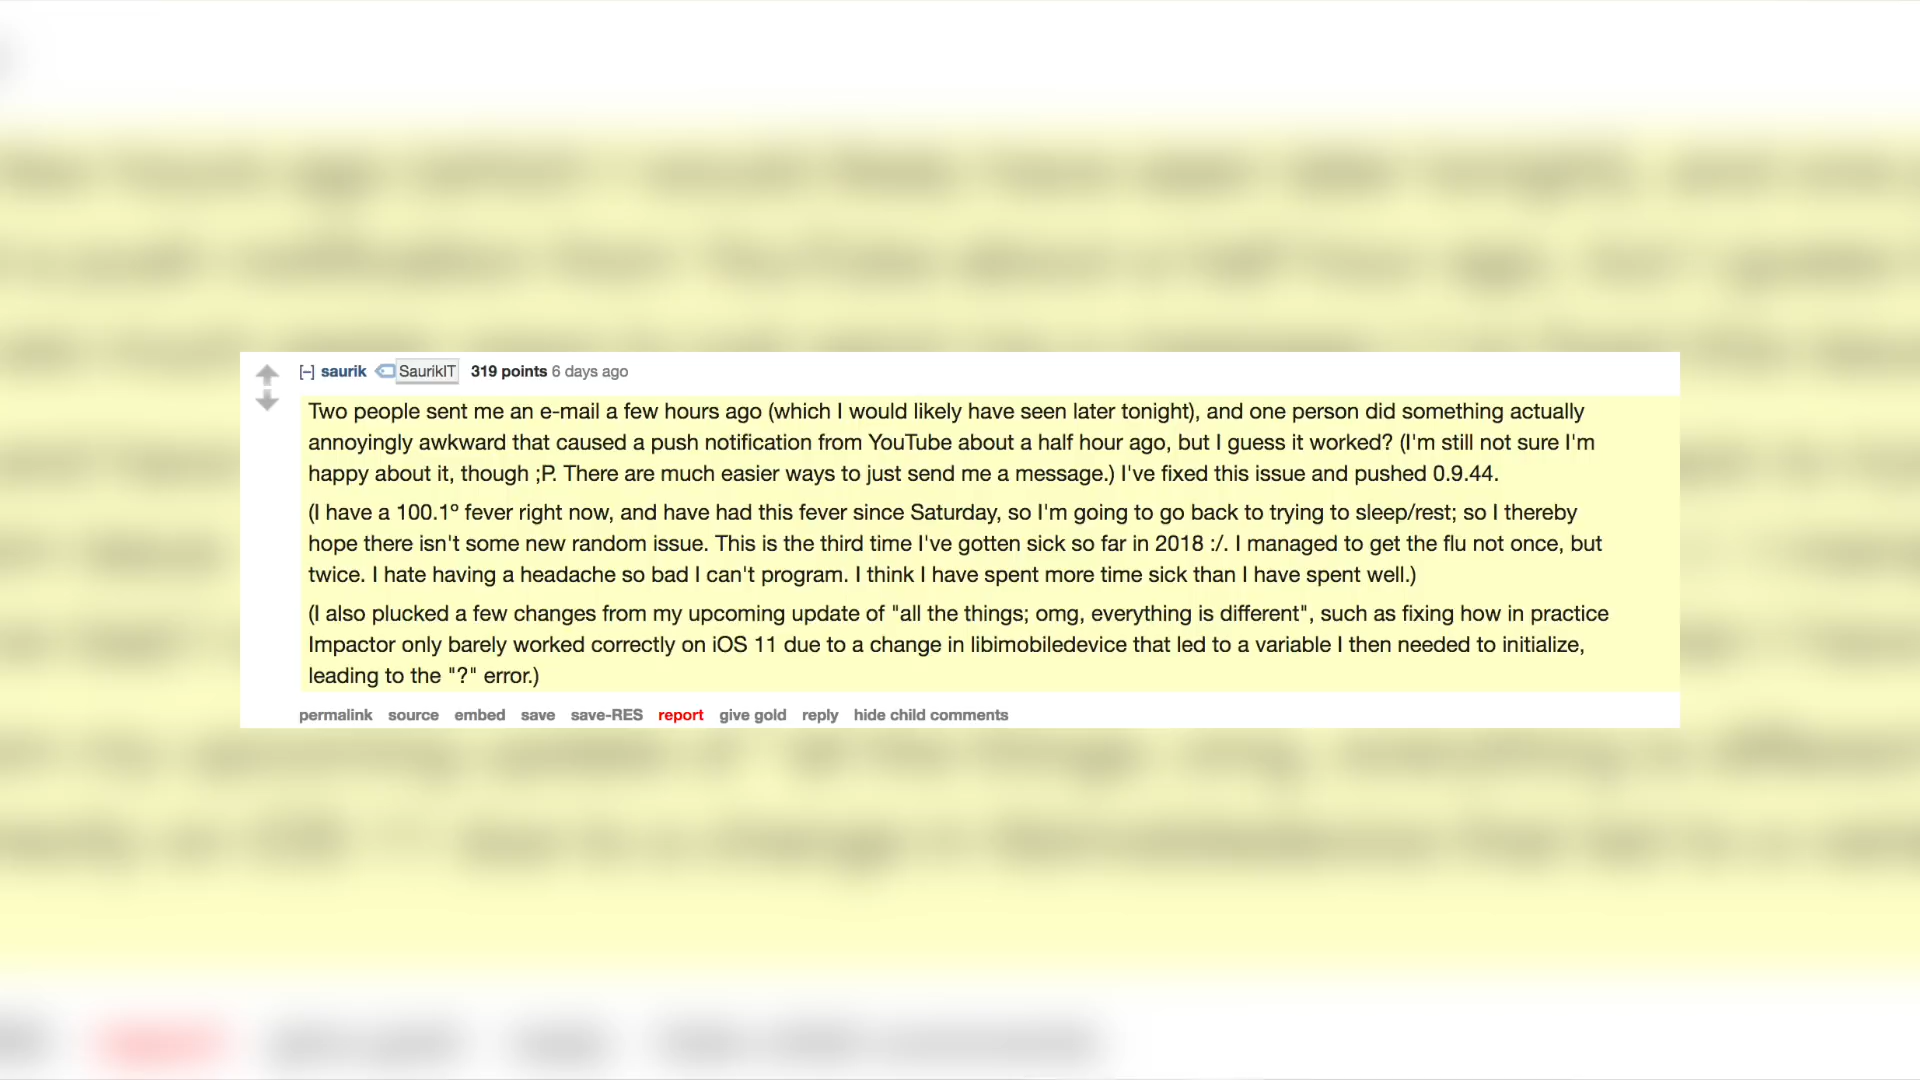 [–] saurik SaurikIT 319 points 6 days ago
Two people sent me an e-mail a few hours ago (which I would likely have seen later tonight), and one person did something actually
annoyingly awkward that caused a push notification from YouTube about a half hour ago, but I guess it worked? (I'm still not sure I'm
happy about it, though ;P. There are much easier ways to just send me a message.) I've fixed this issue and pushed 0.9.44.
(I have a 100.1º fever right now, and have had this fever since Saturday, so I'm going to go back to trying to sleep/rest; so I thereby
hope there isn't some new random issue. This is the third time I've gotten sick so far in 2018 :/. I managed to get the flu not once, but
twice. I hate having a headache so bad I can't program. I think I have spent more time sick than I have spent well.)
(I also plucked a few changes from my upcoming update of "all the things; omg, everything is different", such as fixing how in practice
Impactor only barely worked correctly on iOS 11 due to a change in libimobiledevice that led to a variable I then needed to initialize,
leading to the "?" error.)
permalink source embed save save-RES report give gold reply hide child comments